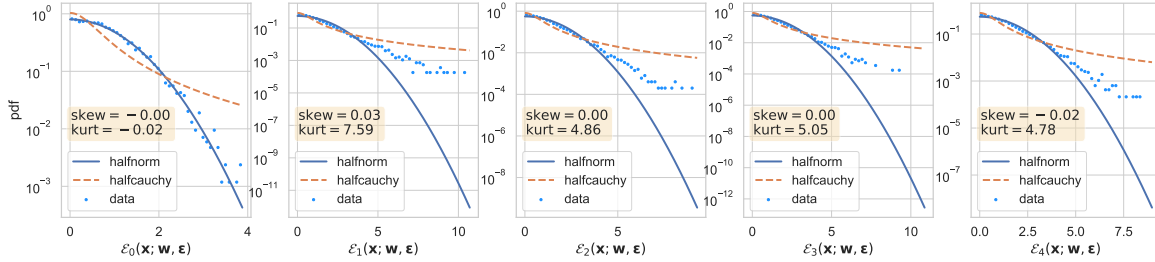 pdf
10⁰
10⁻¹
10⁻²
10⁻³
skew = −0.00
kurt = −0.02
halfnorm
halfcauchy
data
0 2 4
ℰ₀(x; w, ε)
10⁻¹
10⁻³
10⁻⁵
10⁻⁷
10⁻⁹
10⁻¹¹
skew = 0.03
kurt = 7.59
halfnorm
halfcauchy
data
0 5 10
ℰ₁(x; w, ε)
10⁰
10⁻²
10⁻⁴
10⁻⁶
10⁻⁸
skew = 0.00
kurt = 4.86
halfnorm
halfcauchy
data
0 5
ℰ₂(x; w, ε)
10⁰
10⁻²
10⁻⁴
10⁻⁶
10⁻⁸
10⁻¹⁰
10⁻¹²
skew = 0.00
kurt = 5.05
halfnorm
halfcauchy
data
0 5 10
ℰ₃(x; w, ε)
10⁻¹
10⁻³
10⁻⁵
10⁻⁷
skew = −0.02
kurt = 4.78
halfnorm
halfcauchy
data
0.0 2.5 5.0 7.5
ℰ₄(x; w, ε)